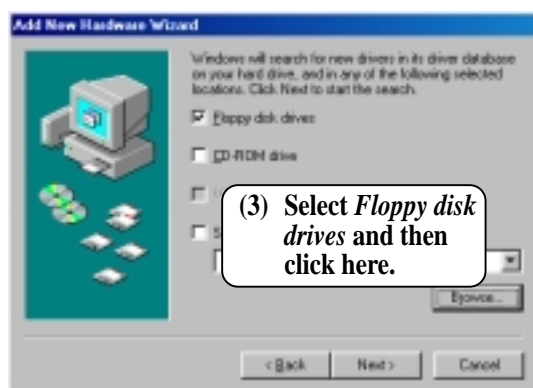 Add New Hardware Wizard
Windows will search for new drivers in its driver database
on your hard drive, and in any of the following selected
locations. Click Next to start the search.
Floppy disk drives
CD-ROM drive
(3) Select Floppy disk
drives and then
click here.
Browse...
< Back
Next >
Cancel